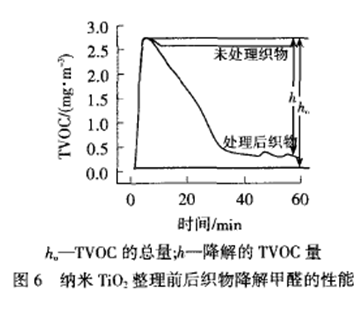 3.0
2.5
2.0
1.5
1.0
0.5
0.0
TVOC/(mg·m⁻³)
未处理织物
处理后织物
h
h₀
0 20 40 60
时间/min
h₀—TVOC 的总量;h—降解的 TVOC 量
图 6 纳米 TiO₂ 整理前后织物降解甲醛的性能